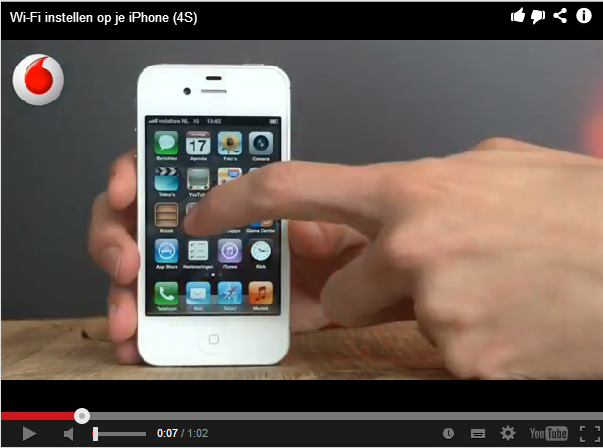 Wi-Fi instellen op je iPhone (4S)
vodafone NL 13:45
Berichten Agenda Foto's Camera
17
Video's YouTube
Kiosk Game Center
App Store Herinneringen iTunes Klok
Telefoon Mail Safari Muziek
0:07 / 1:02
YouTube